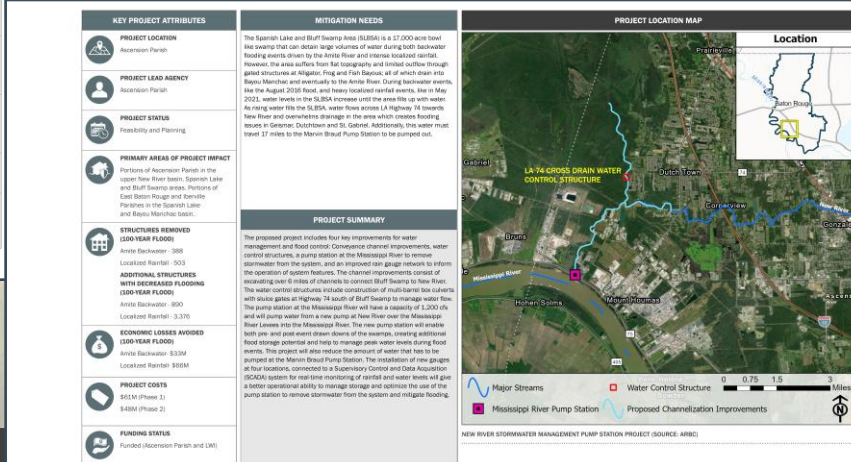 KEY PROJECT ATTRIBUTES
PROJECT LOCATION
Ascension Parish
PROJECT LEAD AGENCY
Ascension Parish
PROJECT STATUS
Feasibility and Planning
PRIMARY AREAS OF PROJECT IMPACT
Portions of Ascension Parish in the
upper New River basin, Spanish Lake
and Bluff Swamp areas. Portions of
East Baton Rouge and Iberville
Parishes in the Spanish Lake
and Bayou Manchac basin.
STRUCTURES REMOVED
(100-YEAR FLOOD)
Amite Backwater - 388
Localized Rainfall - 503
ADDITIONAL STRUCTURES
WITH DECREASED FLOODING
(100-YEAR FLOOD)
Amite Backwater - 890
Localized Rainfall - 3,376
ECONOMIC LOSSES AVOIDED
(100-YEAR FLOOD)
Amite Backwater- $33M
Localized Rainfall- $66M
PROJECT COSTS
$61M (Phase 1)
$48M (Phase 2)
FUNDING STATUS
Funded (Ascension Parish and LWI)
MITIGATION NEEDS
The Spanish Lake and Bluff Swamp Area (SLBSA) is a 17,000-acre bowl
like swamp that can detain large volumes of water during both backwater
flooding events driven by the Amite River and intense localized rainfall.
However, the area suffers from flat topography and limited outflow through
gated structures at Alligator, Frog and Fish Bayous; all of which drain into
Bayou Manchac and eventually to the Amite River. During backwater events,
like the August 2016 flood, and heavy localized rainfall events, like in May
2021, water levels in the SLBSA increase until the area fills up with water.
As rising water fills the SLBSA, water flows across LA Highway 74 towards
New River and overwhelms drainage in the area which creates flooding
issues in Geismar, Dutchtown and St. Gabriel. Additionally, this water must
travel 17 miles to the Marvin Braud Pump Station to be pumped out.
PROJECT SUMMARY
The proposed project includes four key improvements for water
management and flood control: Conveyance channel improvements, water
control structures, a pump station at the Mississippi River to remove
stormwater from the system, and an improved rain gauge network to inform
the operation of system features. The channel improvements consist of
excavating over 6 miles of channels to connect Bluff Swamp to New River.
The water control structures include construction of multi-barrel box culverts
with sluice gates at Highway 74 south of Bluff Swamp to manage water flow.
The pump station at the Mississippi River will have a capacity of 1,200 cfs
and will pump water from a new pump at New River over the Mississippi
River Levees into the Mississippi River. The new pump station will enable
both pre- and post-event drawn downs of the swamps, creating additional
flood storage potential and help to manage peak water levels during flood
events. This project will also reduce the amount of water that has to be
pumped at the Marvin Braud Pump Station. The installation of new gauges
at four locations, connected to a Supervisory Control and Data Acquisition
(SCADA) system for real-time monitoring of rainfall and water levels will give
a better operational ability to manage storage and optimize the use of the
pump station to remove stormwater from the system and mitigate flooding.
PROJECT LOCATION MAP
Location
Baton Rouge
Prairieville
Gabriel
LA 74 CROSS DRAIN WATER
CONTROL STRUCTURE
Dutch Town
74
Cornerview
New River
Gonzale
Bruns
Mississippi River
Hohen Solms
Mount Houmas
Ascens
Major Streams
Water Control Structure
0 0.75 1.5 3
Miles
Mississippi River Pump Station
Proposed Channelization Improvements
N
NEW RIVER STORMWATER MANAGEMENT PUMP STATION PROJECT (SOURCE: ARBC)